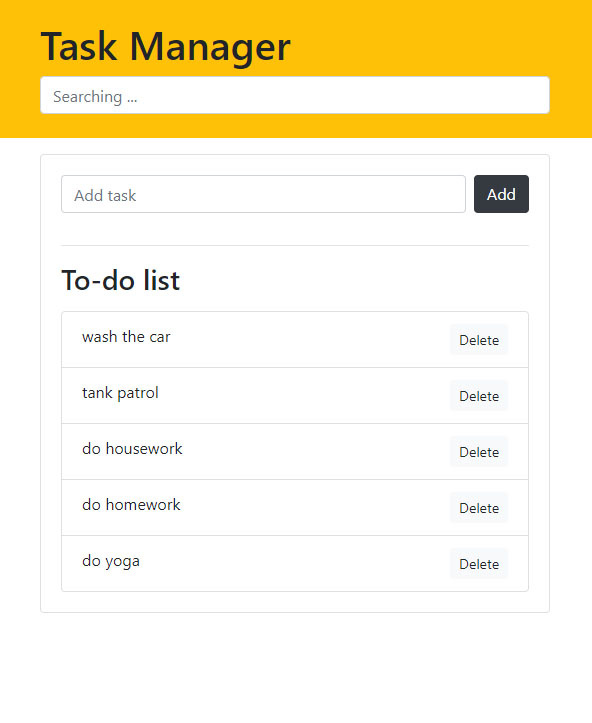 Task Manager
Searching ...
Add task
Add
To-do list
wash the car
Delete
tank patrol
Delete
do housework
Delete
do homework
Delete
do yoga
Delete